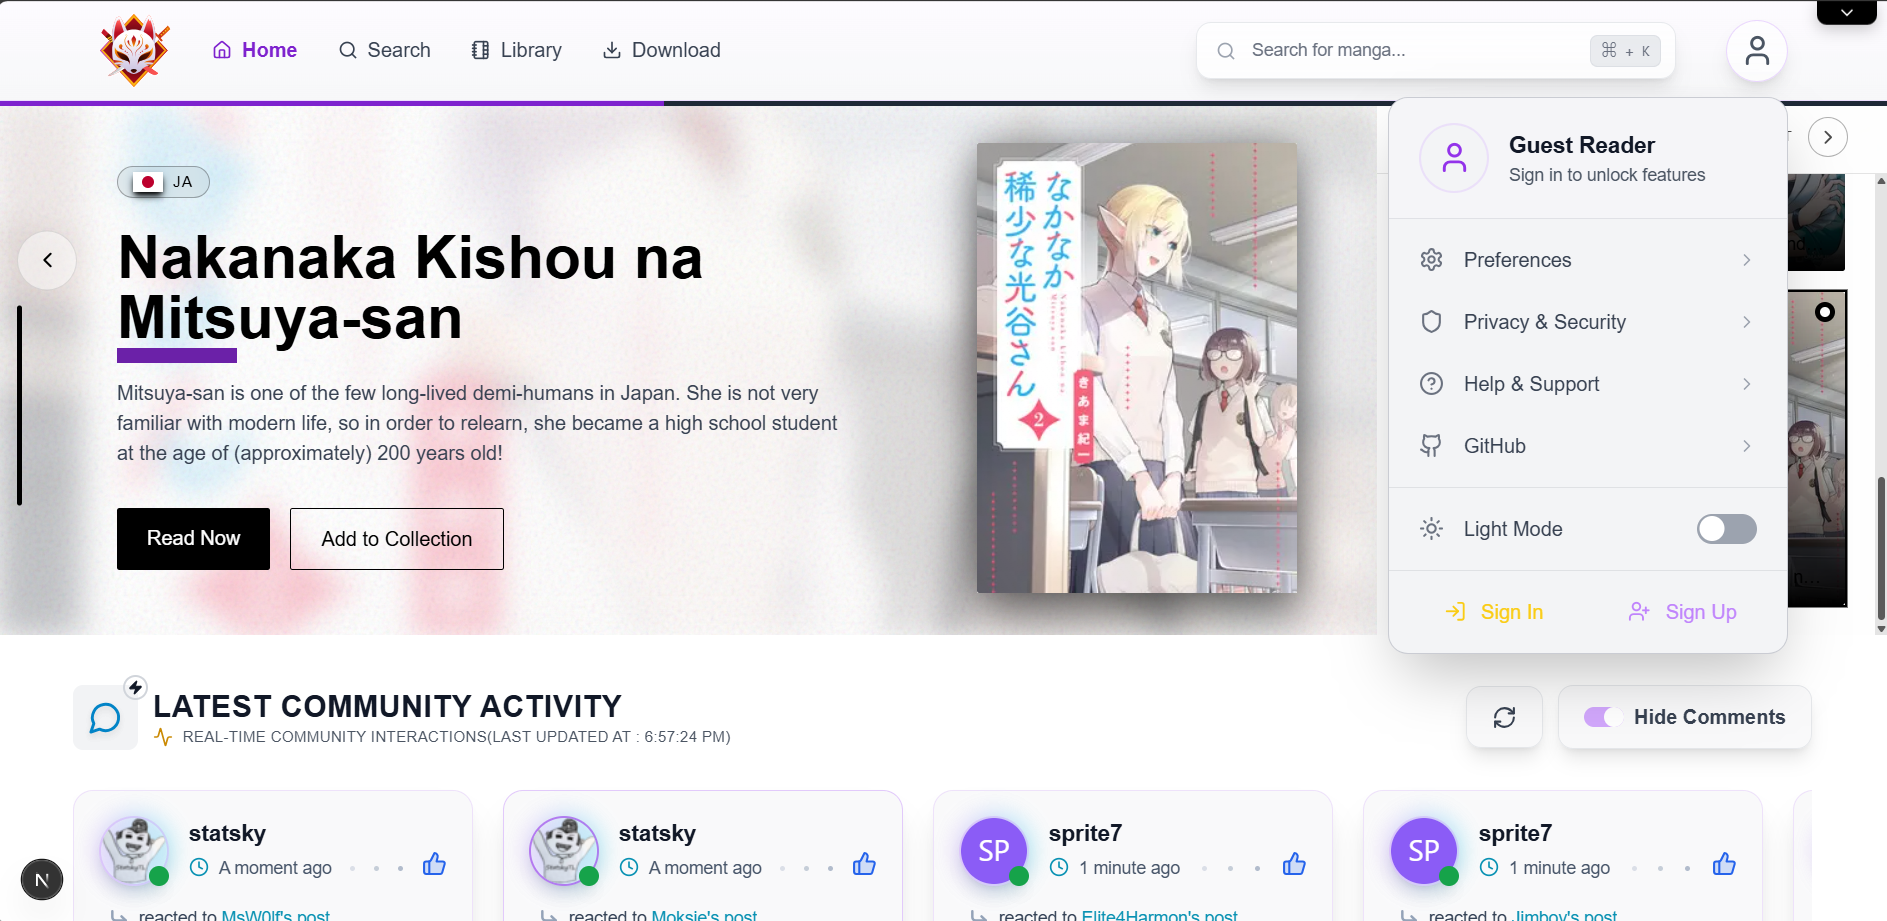 Home
Search
Library
Download
Search for manga...
⌘ + K
JA
Nakanaka Kishou na
Mitsuya-san
Mitsuya-san is one of the few long-lived demi-humans in Japan. She is not very
familiar with modern life, so in order to relearn, she became a high school student
at the age of (approximately) 200 years old!
Read Now
Add to Collection
なかなか
稀少な光谷さん
2
きあま紀一
Guest Reader
Sign in to unlock features
Preferences
Privacy & Security
Help & Support
GitHub
Light Mode
Sign In
Sign Up
LATEST COMMUNITY ACTIVITY
REAL-TIME COMMUNITY INTERACTIONS(LAST UPDATED AT : 6:57:24 PM)
Hide Comments
statsky
A moment ago
reacted to MsW0lf's post
statsky
A moment ago
reacted to Moksie's post
SP
sprite7
1 minute ago
reacted to Elite4Harmon's post
SP
sprite7
1 minute ago
reacted to Jimboy's post
N